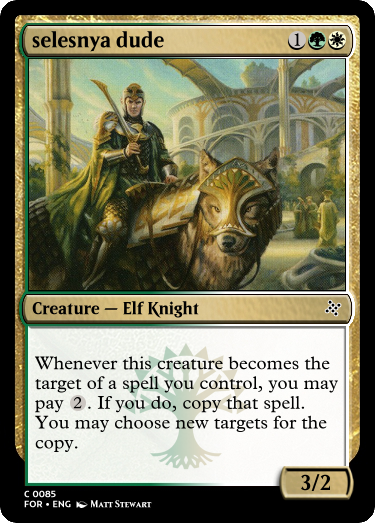 selesnya dude 1
Creature — Elf Knight
Whenever this creature becomes the
target of a spell you control, you may
pay 2. If you do, copy that spell.
You may choose new targets for the
copy.
3/2
C 0085
FOR • ENG Matt Stewart